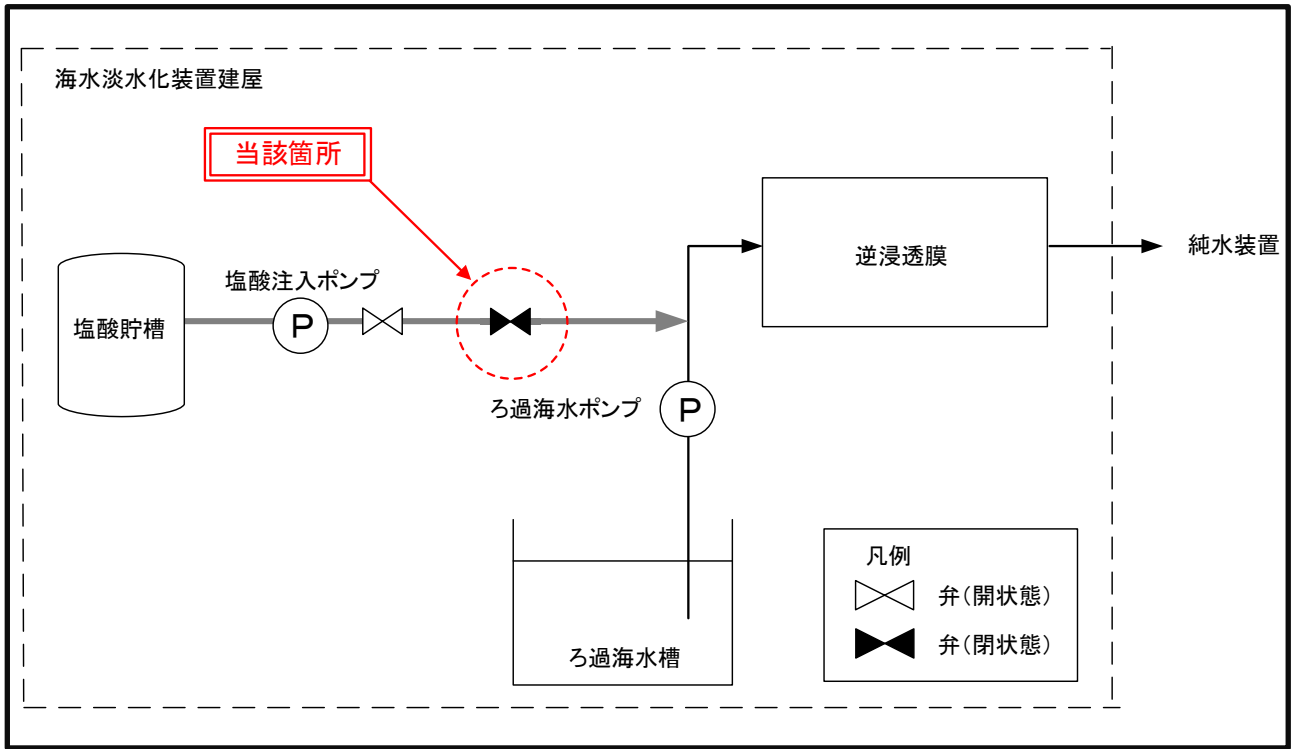 海水淡水化装置建屋
当該箇所
塩酸貯槽
塩酸注入ポンプ
P
逆浸透膜
純水装置
ろ過海水ポンプ
P
ろ過海水槽
凡例
弁(開状態)
弁(閉状態)